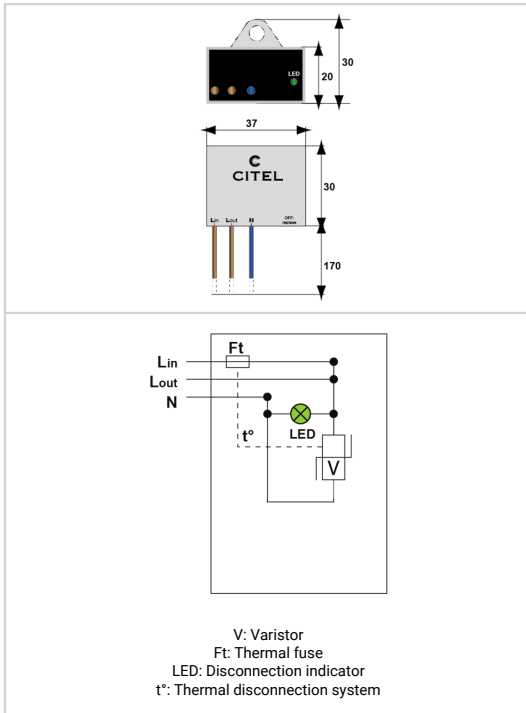 30
20
LED
37
C
CITEL
30
Lin Lout N OFF: replace
170
Ft
Lin
Lout
N
LED
t°
V
V: Varistor
Ft: Thermal fuse
LED: Disconnection indicator
t°: Thermal disconnection system